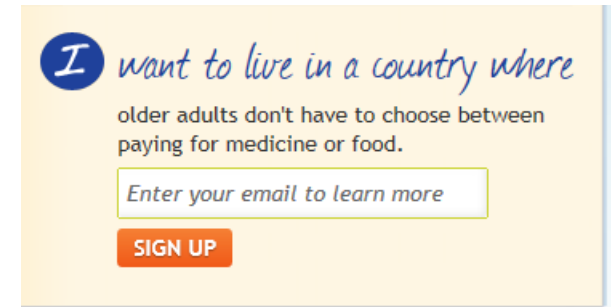 I want to live in a country where
older adults don't have to choose between
paying for medicine or food.
Enter your email to learn more
SIGN UP